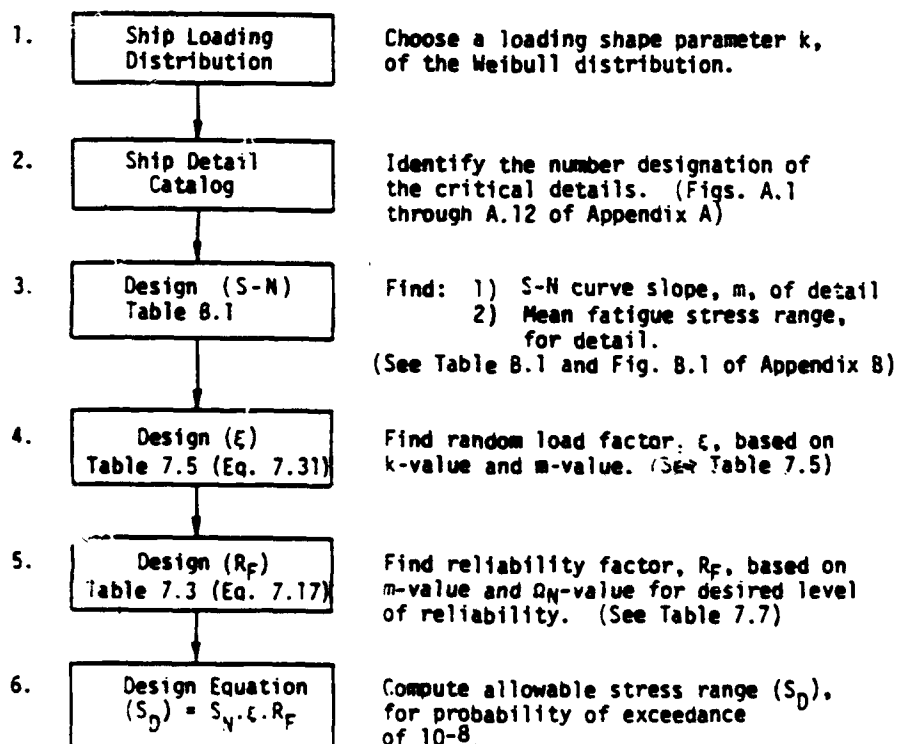 1. Ship Loading Distribution
Choose a loading shape parameter k,
of the Weibull distribution.
2. Ship Detail Catalog
Identify the number designation of
the critical details. (Figs. A.1
through A.12 of Appendix A)
3. Design (S-N)
Table B.1
Find: 1) S-N curve slope, m, of detail
2) Mean fatigue stress range,
for detail.
(See Table B.1 and Fig. B.1 of Appendix B)
4. Design (ξ)
Table 7.5 (Eq. 7.31)
Find random load factor, ξ, based on
k-value and m-value. (See Table 7.5)
5. Design (R_F)
Table 7.3 (Eq. 7.17)
Find reliability factor, R_F, based on
m-value and Ω_N-value for desired level
of reliability. (See Table 7.7)
6. Design Equation
(S_D) = S_N·ξ·R_F
Compute allowable stress range (S_D),
for probability of exceedance
of 10-8